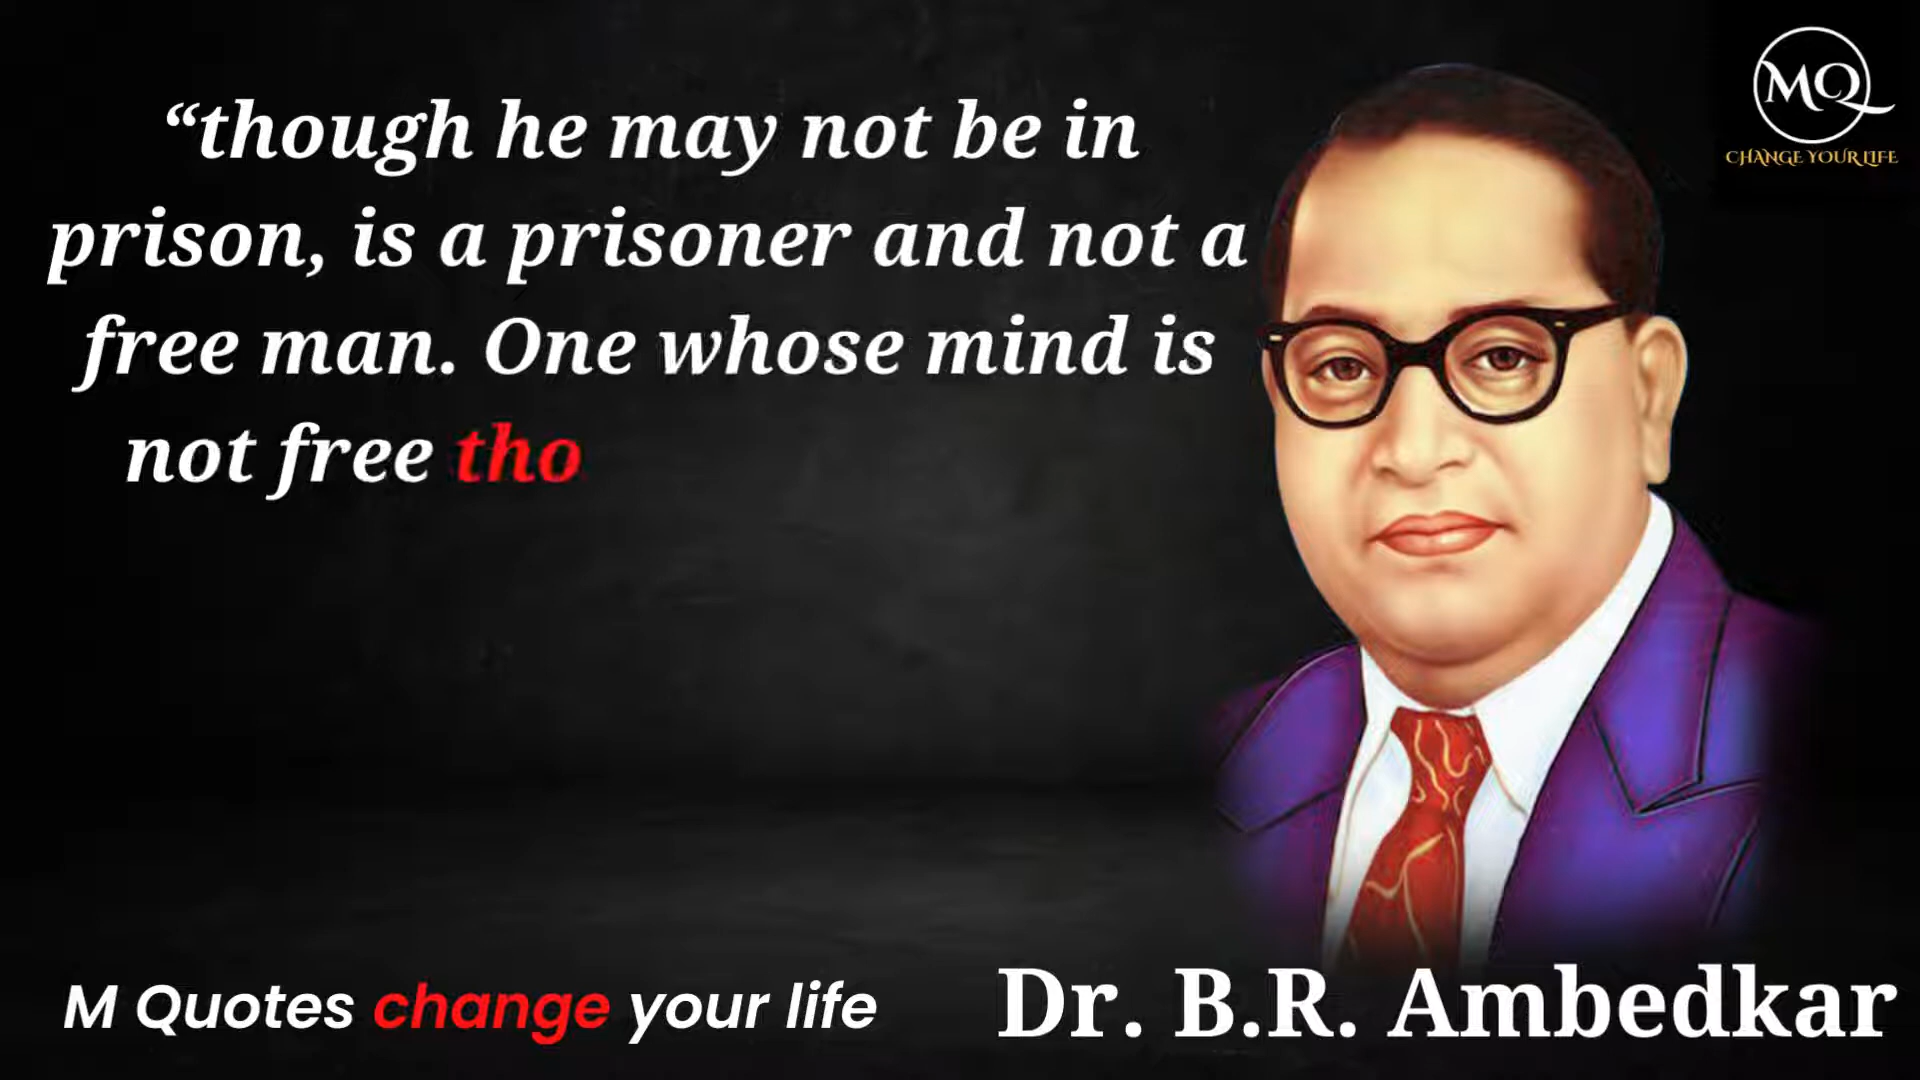 “though he may not be in
prison, is a prisoner and not a
free man. One whose mind is
not free tho
MQ
CHANGE YOUR LIFE
M Quotes change your life
Dr. B.R. Ambedkar